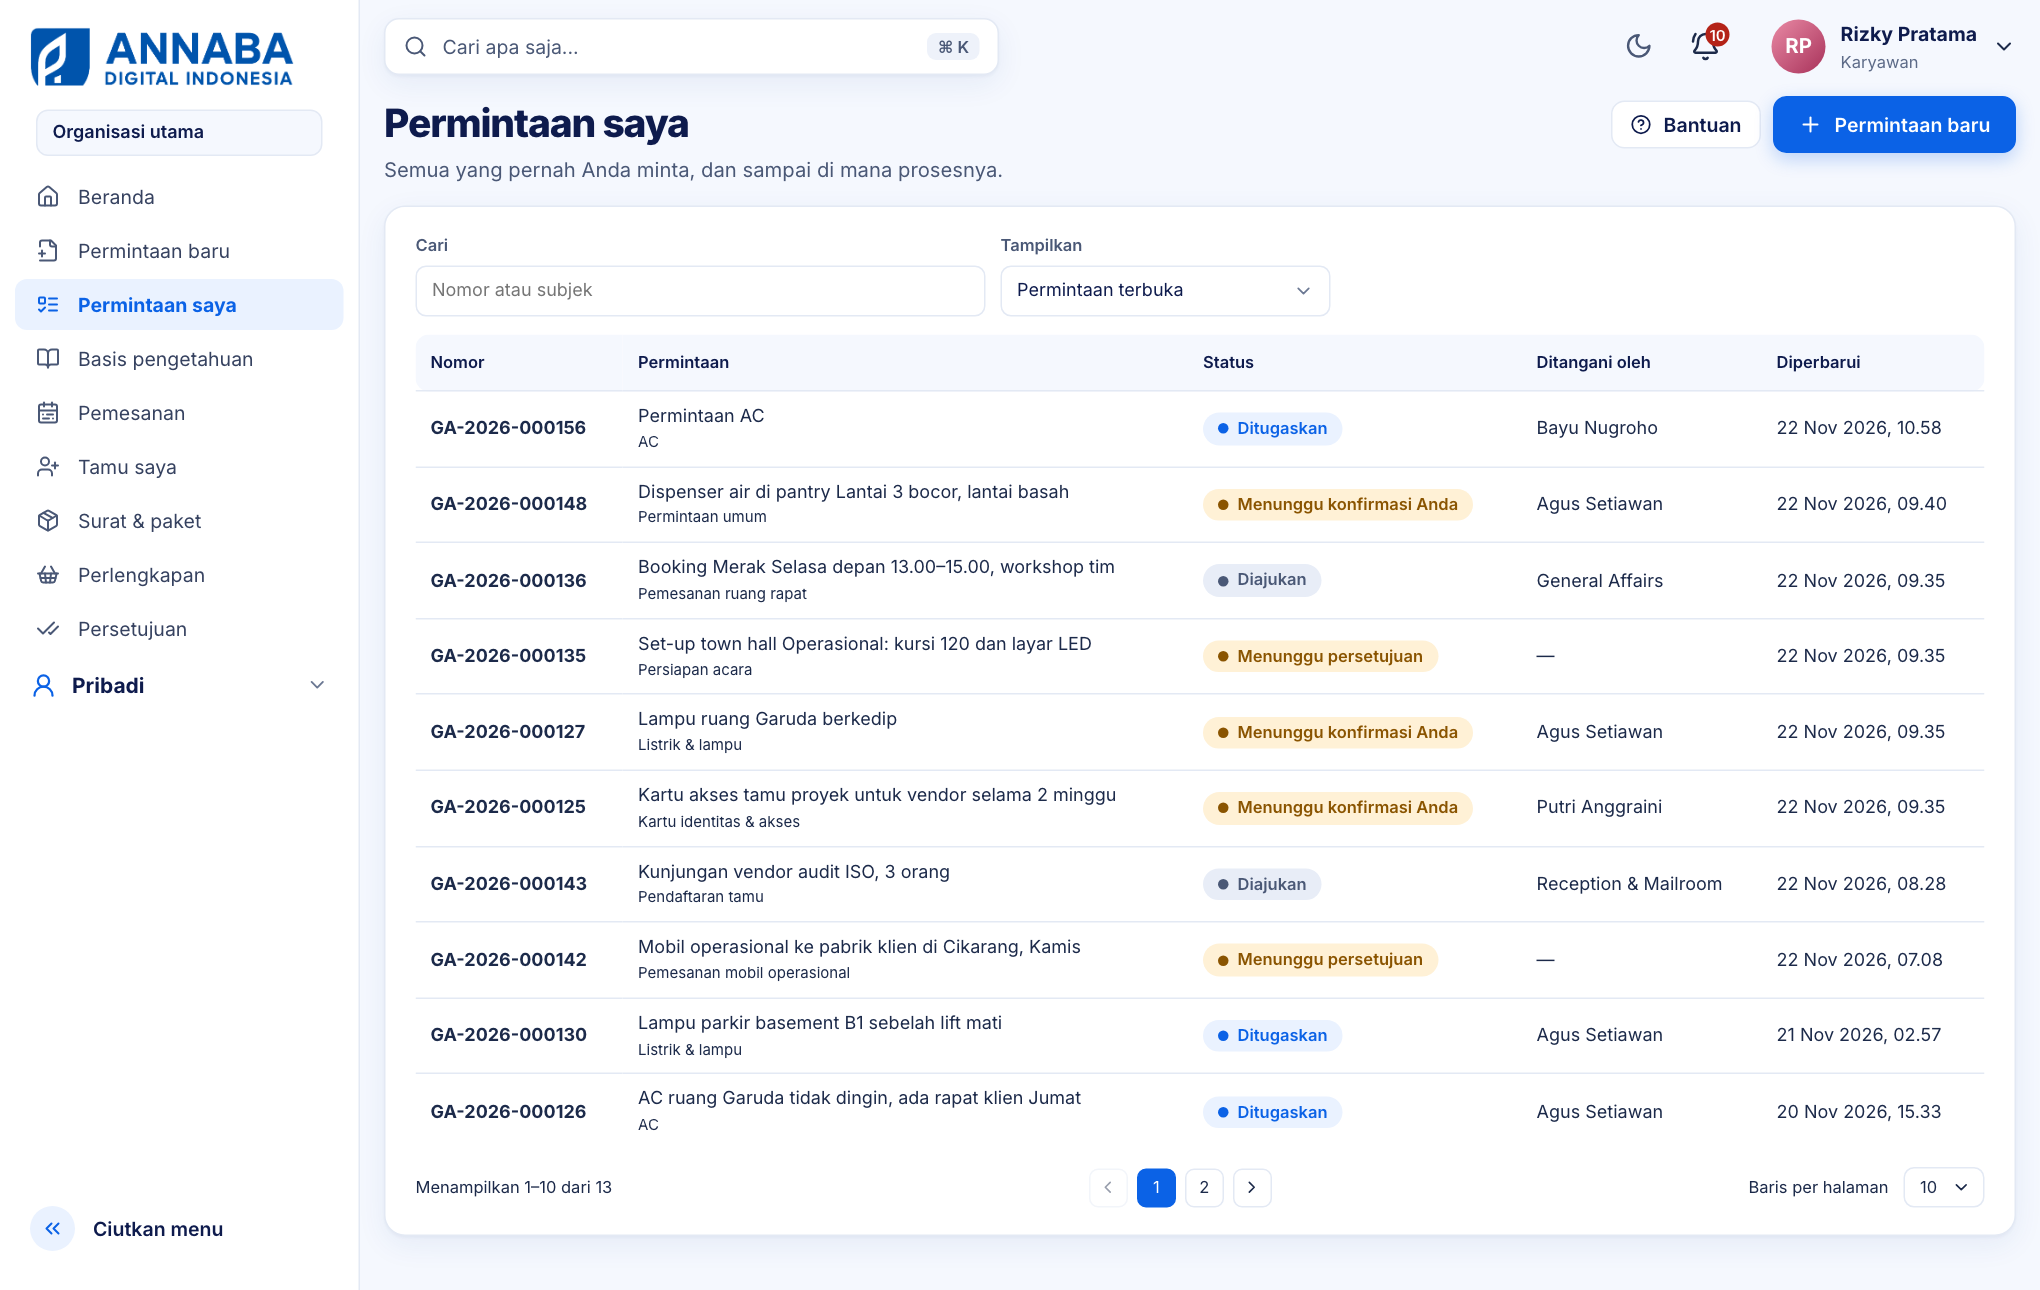 ANNABA
DIGITAL INDONESIA
Organisasi utama
Beranda
Permintaan baru
Permintaan saya
Basis pengetahuan
Pemesanan
Tamu saya
Surat & paket
Perlengkapan
Persetujuan
Pribadi
Ciutkan menu
Cari apa saja...
⌘ K
10
RP
Rizky Pratama
Karyawan
Permintaan saya
Semua yang pernah Anda minta, dan sampai di mana prosesnya.
Bantuan
Permintaan baru
Cari
Nomor atau subjek
Tampilkan
Permintaan terbuka
Nomor Permintaan Status Ditangani oleh Diperbarui
GA-2026-000156 Permintaan AC Ditugaskan Bayu Nugroho 22 Nov 2026, 10.58
AC
GA-2026-000148 Dispenser air di pantry Lantai 3 bocor, lantai basah Menunggu konfirmasi Anda Agus Setiawan 22 Nov 2026, 09.40
Permintaan umum
GA-2026-000136 Booking Merak Selasa depan 13.00–15.00, workshop tim Diajukan General Affairs 22 Nov 2026, 09.35
Pemesanan ruang rapat
GA-2026-000135 Set-up town hall Operasional: kursi 120 dan layar LED Menunggu persetujuan — 22 Nov 2026, 09.35
Persiapan acara
GA-2026-000127 Lampu ruang Garuda berkedip Menunggu konfirmasi Anda Agus Setiawan 22 Nov 2026, 09.35
Listrik & lampu
GA-2026-000125 Kartu akses tamu proyek untuk vendor selama 2 minggu Menunggu konfirmasi Anda Putri Anggraini 22 Nov 2026, 09.35
Kartu identitas & akses
GA-2026-000143 Kunjungan vendor audit ISO, 3 orang Diajukan Reception & Mailroom 22 Nov 2026, 08.28
Pendaftaran tamu
GA-2026-000142 Mobil operasional ke pabrik klien di Cikarang, Kamis Menunggu persetujuan — 22 Nov 2026, 07.08
Pemesanan mobil operasional
GA-2026-000130 Lampu parkir basement B1 sebelah lift mati Ditugaskan Agus Setiawan 21 Nov 2026, 02.57
Listrik & lampu
GA-2026-000126 AC ruang Garuda tidak dingin, ada rapat klien Jumat Ditugaskan Agus Setiawan 20 Nov 2026, 15.33
AC
Menampilkan 1–10 dari 13
1 2
Baris per halaman 10